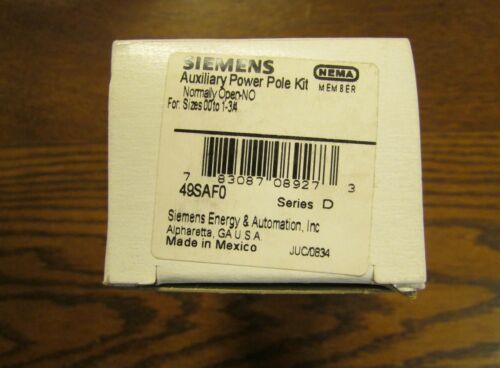 SIEMENS
Auxiliary Power Pole Kit
NEMA
MEMBER
Normally Open-NO
For: Sizes 00 to 1-3/4
7 83087 08927 3
49SAF0
Series D
Siemens Energy & Automation, Inc
Alpharetta, GA U.S.A.
Made in Mexico
JUC/0834